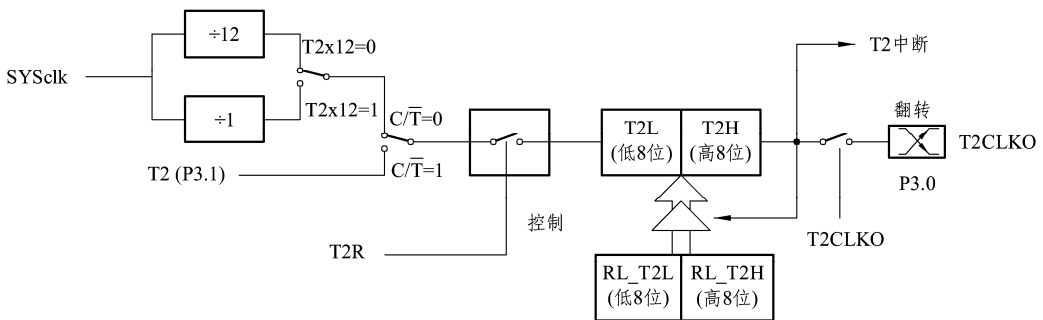 ÷12
T2x12=0
SYSclk
÷1
T2x12=1
C/T̅=0
T2 (P3.1)
C/T̅=1
T2R
控制
T2L
(低8位)
T2H
(高8位)
RL_T2L
(低8位)
RL_T2H
(高8位)
T2中断
翻转
T2CLKO
P3.0
T2CLKO